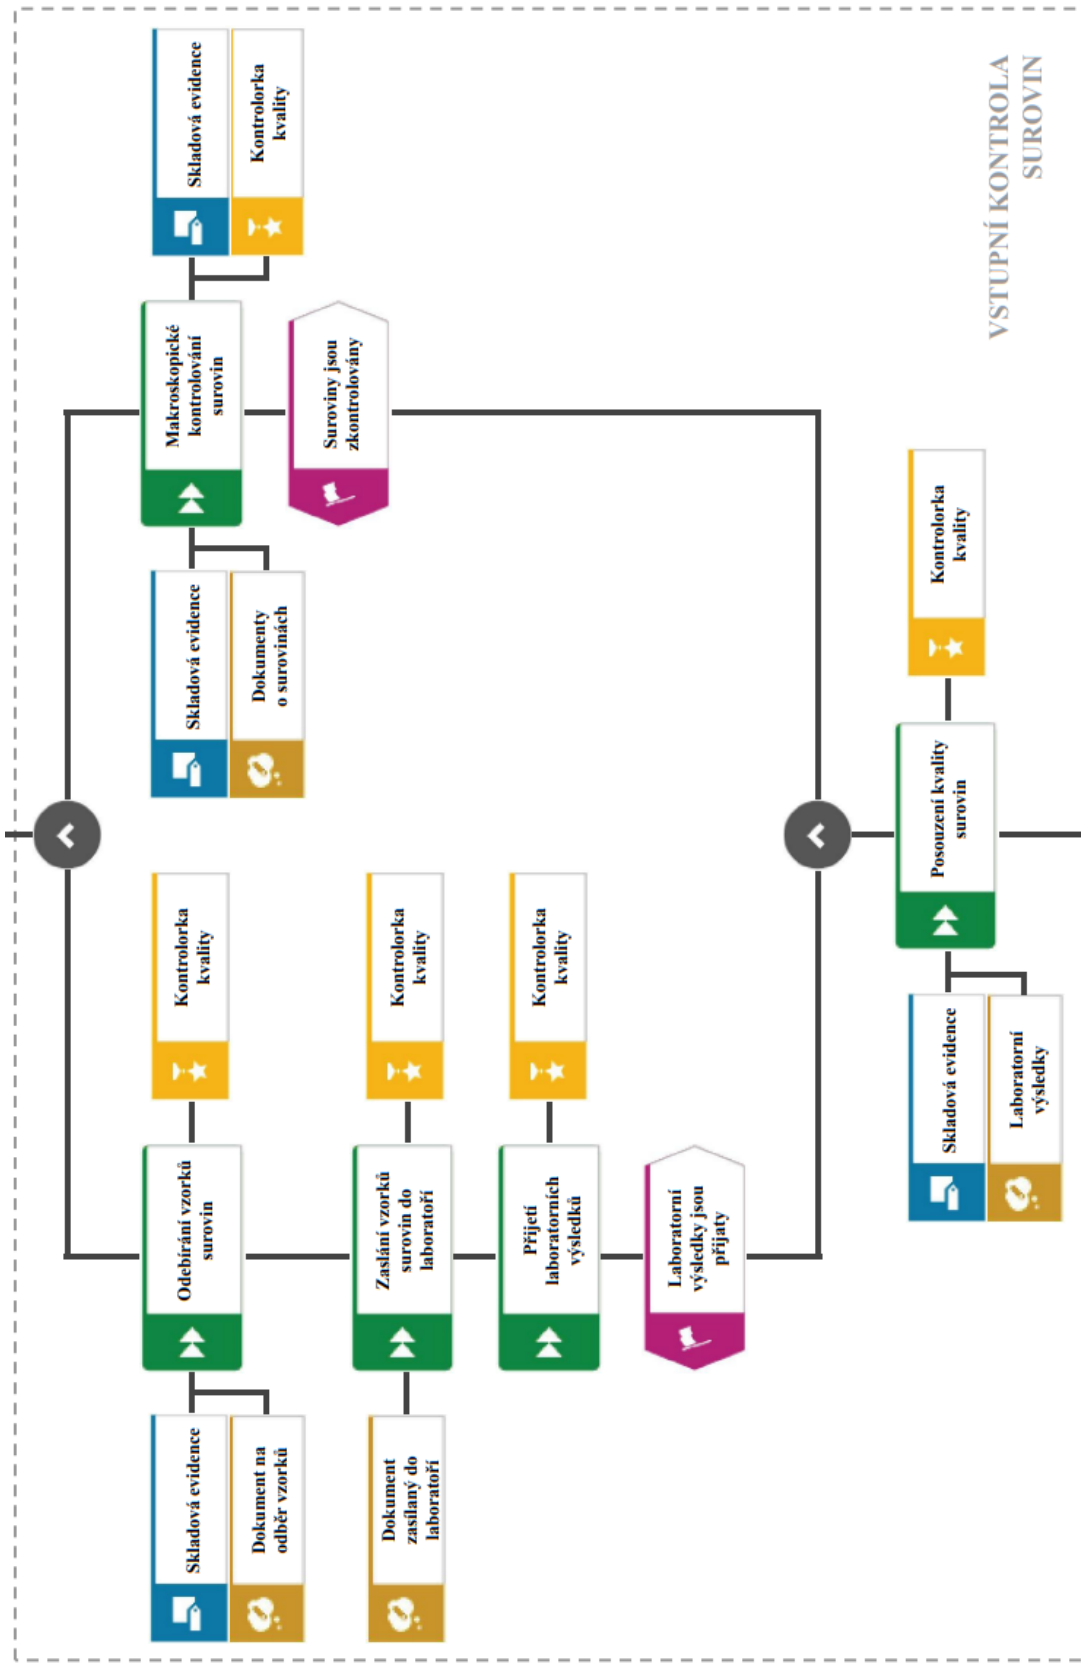 Skladová evidence
Odebírání vzorků
surovin
Kontrolorka
kvality
Skladová evidence
Makroskopické
kontrolování
surovin
Skladová evidence
Dokument na
odběr vzorků
Dokumenty
o surovinách
Kontrolorka
kvality
Suroviny jsou
zkontrolovány
Dokument
zasílaný do
laboratoří
Zaslání vzorků
surovin do
laboratoří
Kontrolorka
kvality
Přijetí
laboratorních
výsledků
Kontrolorka
kvality
Laboratorní
výsledky jsou
přijaty
Skladová evidence
Posouzení kvality
surovin
Kontrolorka
kvality
Laboratorní
výsledky
VSTUPNÍ KONTROLA
SUROVIN